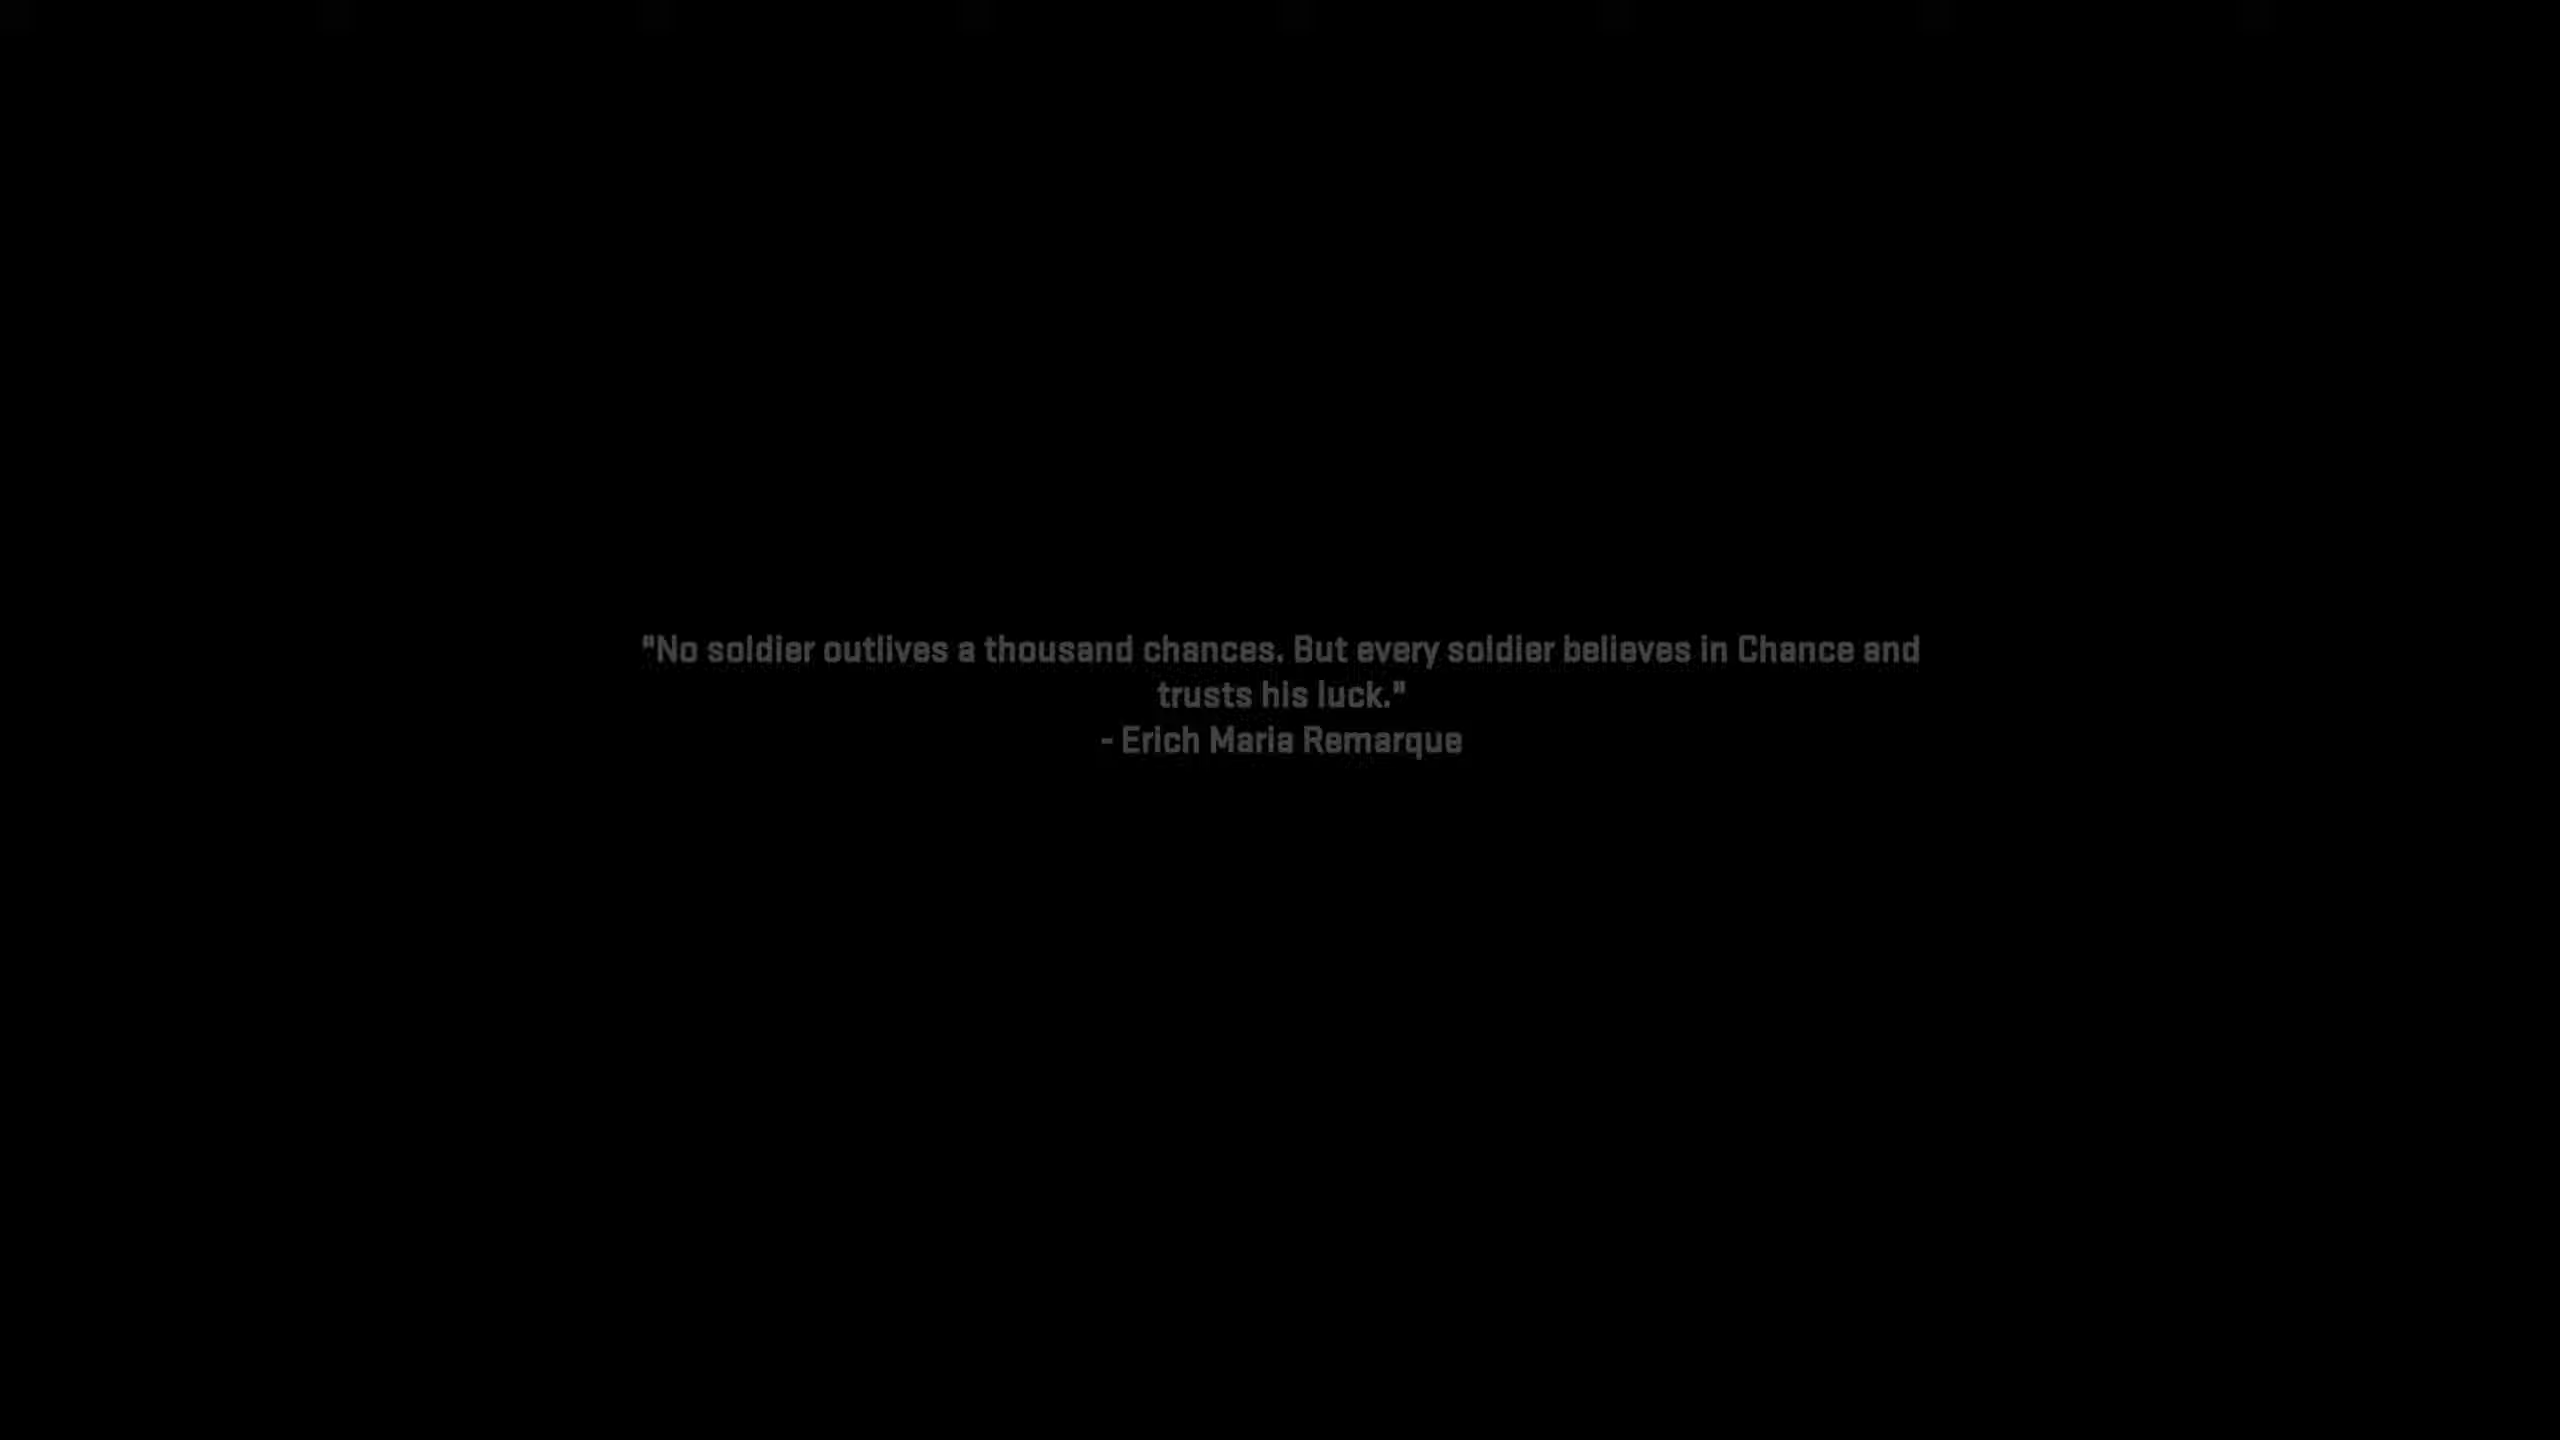 "No soldier outlives a thousand chances. But every soldier believes in Chance and
trusts his luck."
- Erich Maria Remarque